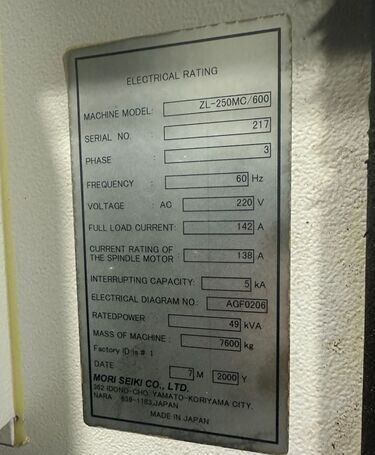 ELECTRICAL RATING
MACHINE MODEL: ZL-250MC/600
SERIAL NO. : 217
PHASE : 3
FREQUENCY : 60 Hz
VOLTAGE : AC 220 V
FULL LOAD CURRENT: 142 A
CURRENT RATING OF
THE SPINDLE MOTOR : 138 A
INTERRUPTING CAPACITY: 5 kA
ELECTRICAL DIAGRAM NO.: AGF0206
RATEDPOWER : 49 kVA
MASS OF MACHINE : 7600 kg
Factory ID is # 1
DATE 7 M 2000 Y
MORI SEIKI CO., LTD.
362 IDONO-CHO, YAMATO-KORIYAMA CITY,
NARA 639-1183,JAPAN
MADE IN JAPAN